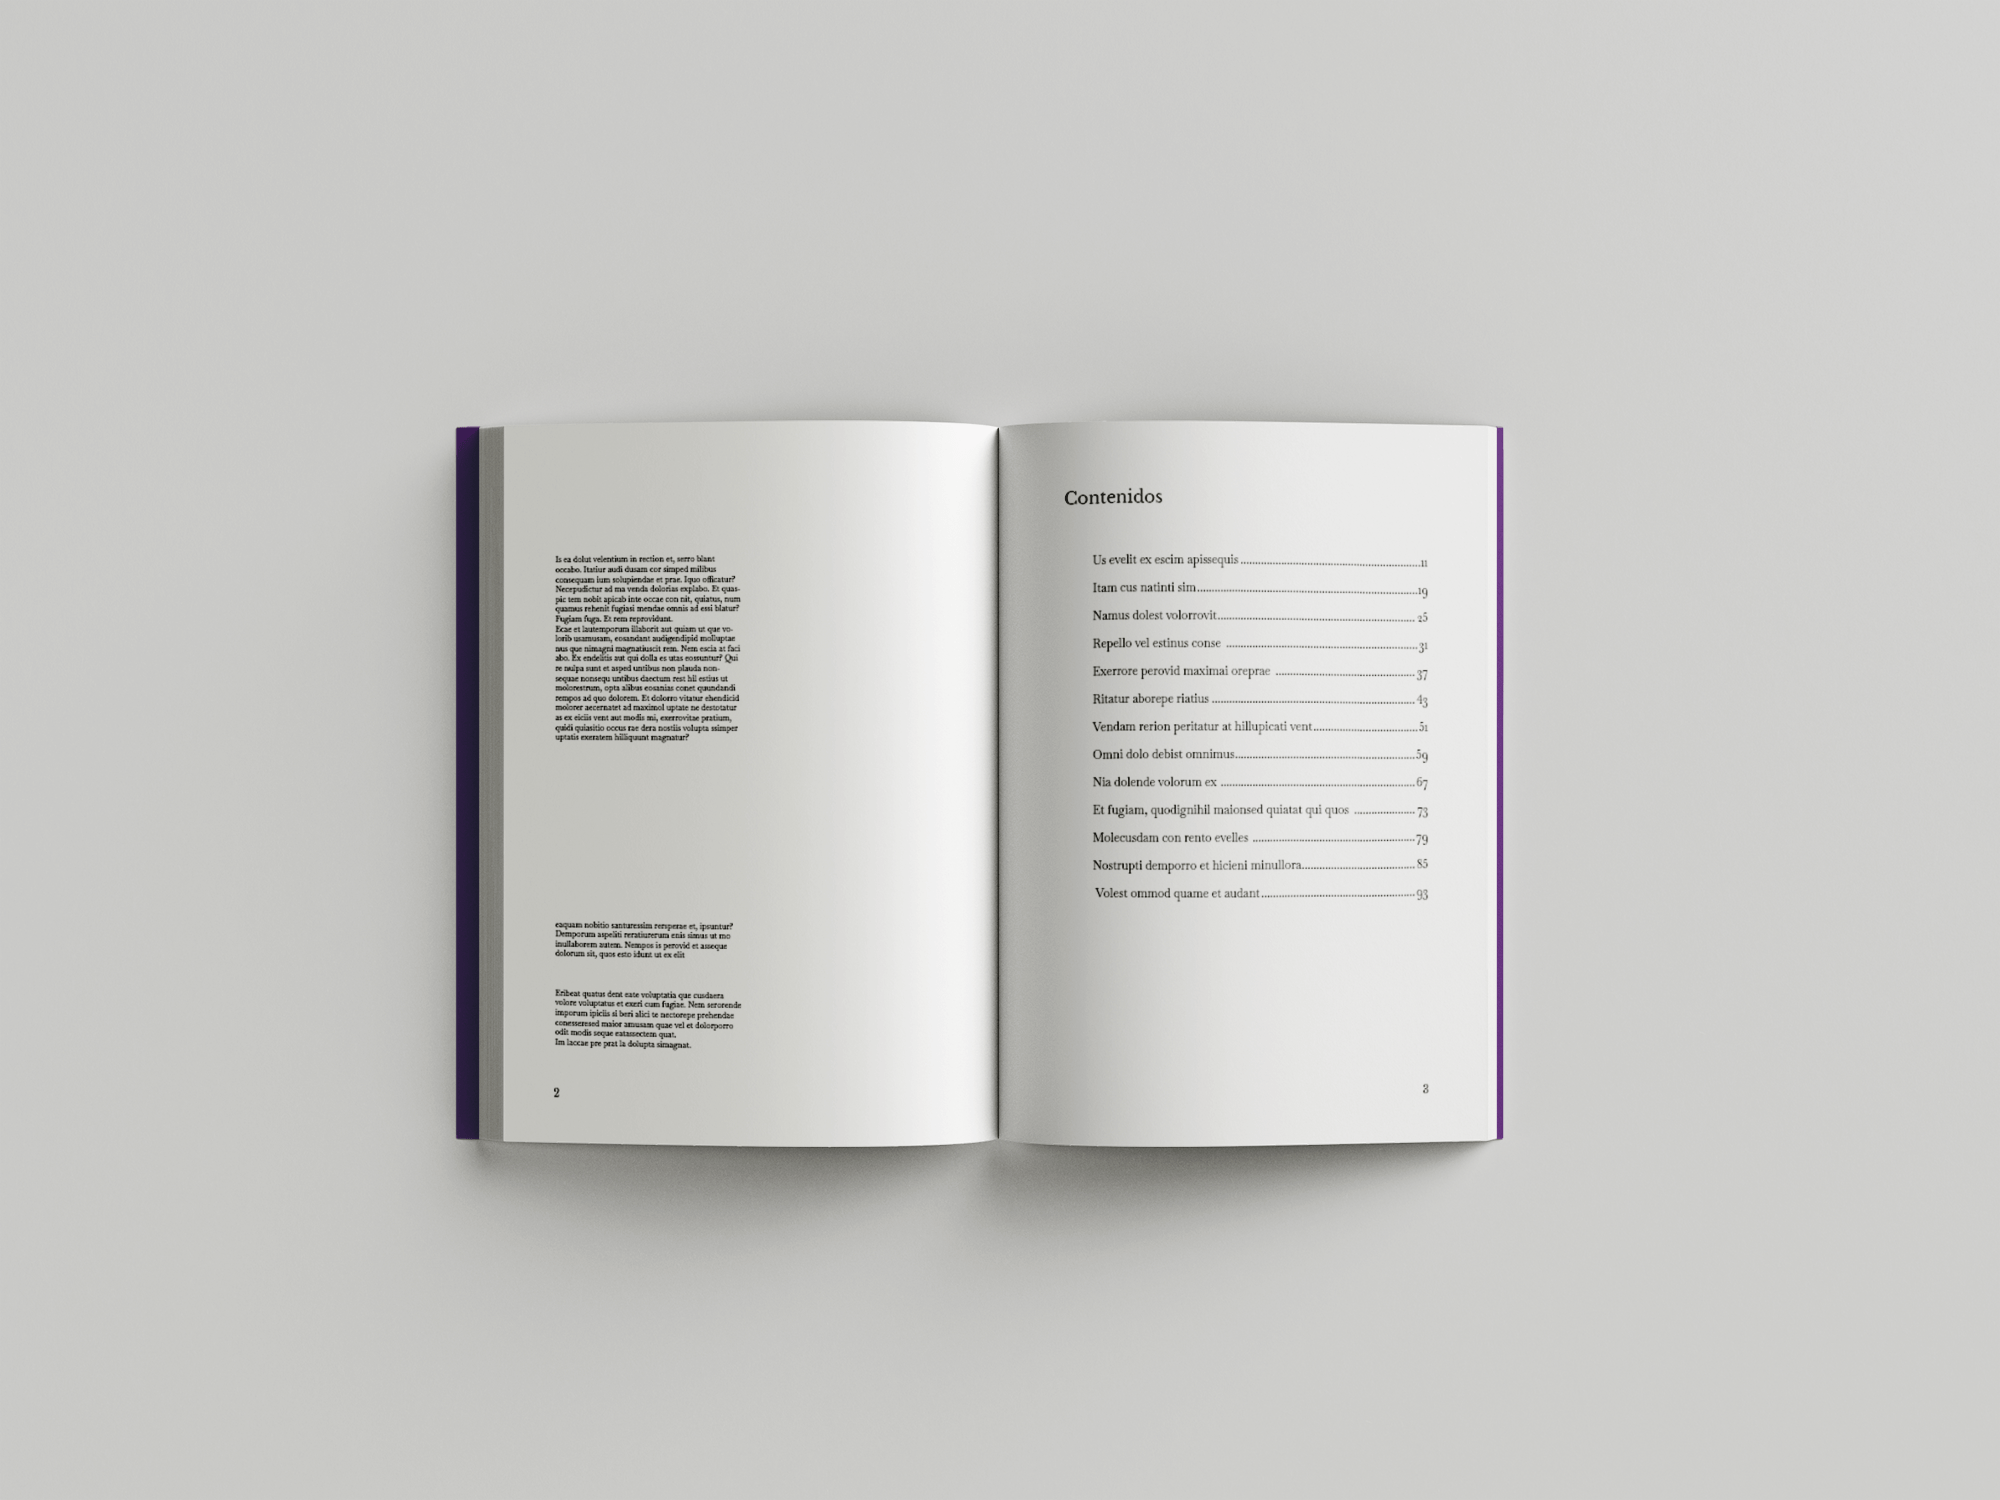 Is ea dolut velentium in rection et, serro blant
occabo. Itatiur audi dusam cor simped milibus
consequam ium solupiendae et prae. Iquo officatur?
Necepudictur ad ma venda dolorias explabo. Et quas-
pic tem nobit apicab inte occae con nit, quiatus, num
quamus rehenit fugiasi mendae omnis ad essi blatur?
Fugiam fuga. Et rem reprovidunt.
Ecae et lautemporum illaborit aut quiam ut que vo-
lorib usamusam, eosandant audigendipid molluptae
nus que nimagni magnatiuscit rem. Nem escia at faci
abo. Ex endelitis aut qui dolla es utas eossuntur? Qui
re nulpa sunt et asped untibus non plauda non-
sequae nonsequ untibus daectum rest hil estius ut
molorestrum, opta alibus eosanias conet quundandi
rempos ad quo dolorem. Et dolorro vitatur ehendicid
molorer aecernatet ad maximol uptate ne destotatur
as ex eiciis vent aut modis mi, exerrovitae pratium,
quidi quiasitio occus rae dera nostiis volupta ssimper
uptatis exeratem hilliquunt magnatur?
eaquam nobitio santuressim rersperae et, ipsuntur?
Demporum aspeliti reratiurerum enis simus ut mo
inullaborem autem. Nempos is perovid et asseque
dolorum sit, quos esto idunt ut ex elit
Eribeat quatus dent eate voluptatia que cusdaera
volore voluptatus et exeri cum fugiae. Nem serorende
imporum ipiciis si beri alici te nectorepe prehendae
conesseresed maior amusam quae vel et dolorporro
odit modis seque eatassectem quat.
Im laccae pre prat la dolupta simagnat.
2
Contenidos
Us evelit ex escim apissequis 11
Itam cus natinti sim 19
Namus dolest volorrovit 25
Repello vel estinus conse 31
Exerrore perovid maximai oreprae 37
Ritatur aborepe riatius 43
Vendam rerion peritatur at hillupicati vent 51
Omni dolo debist omnimus 59
Nia dolende volorum ex 67
Et fugiam, quodignihil maionsed quiatat qui quos 73
Molecusdam con rento evelles 79
Nostrupti demporro et hicieni minullora 85
Volest ommod quame et audant 93
3